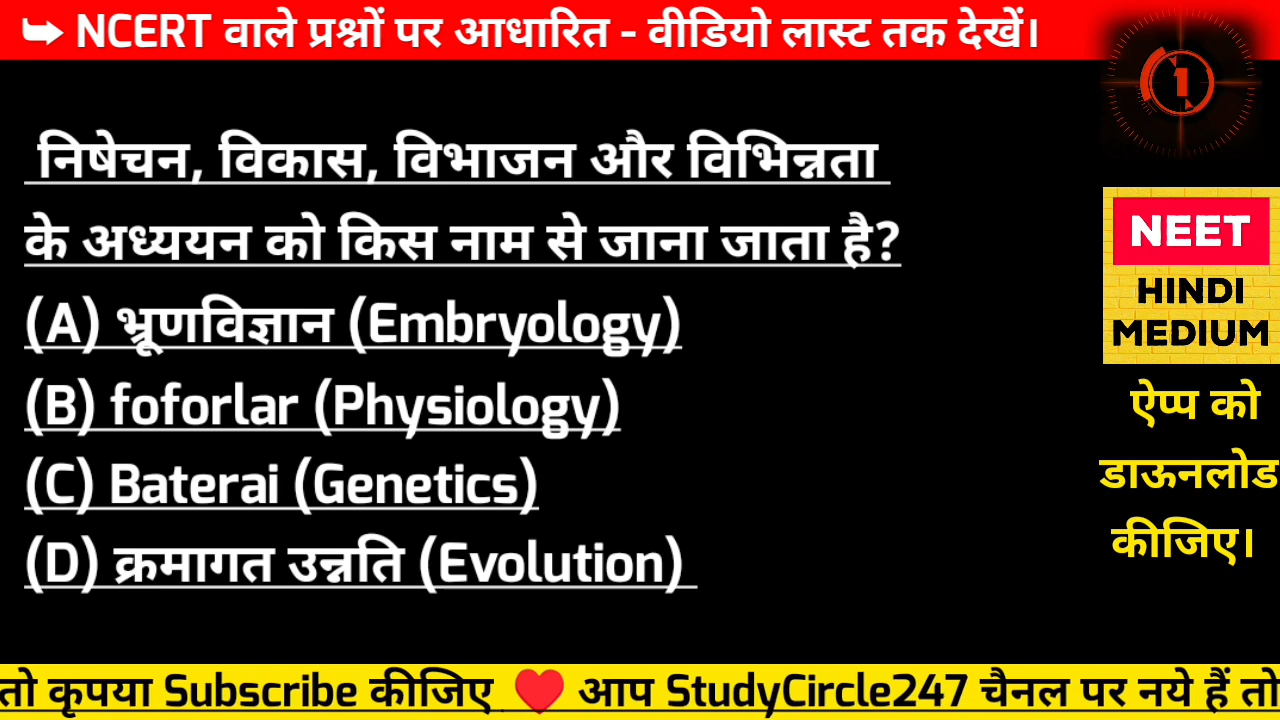 ➥ NCERT वाले प्रश्नों पर आधारित - वीडियो लास्ट तक देखें।
1
निषेचन, विकास, विभाजन और विभिन्नता
के अध्ययन को किस नाम से जाना जाता है?
(A) भ्रूणविज्ञान (Embryology)
(B) foforlar (Physiology)
(C) Baterai (Genetics)
(D) क्रमागत उन्नति (Evolution)
NEET
HINDI
MEDIUM
ऐप्प को
डाऊनलोड
कीजिए।
तो कृपया Subscribe कीजिए ❤️ आप StudyCircle247 चैनल पर नये हैं तो